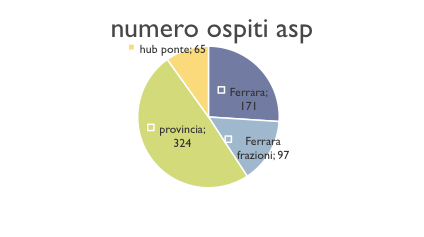 numero ospiti asp
hub ponte; 65
Ferrara;
171
provincia;
324
Ferrara
frazioni; 97